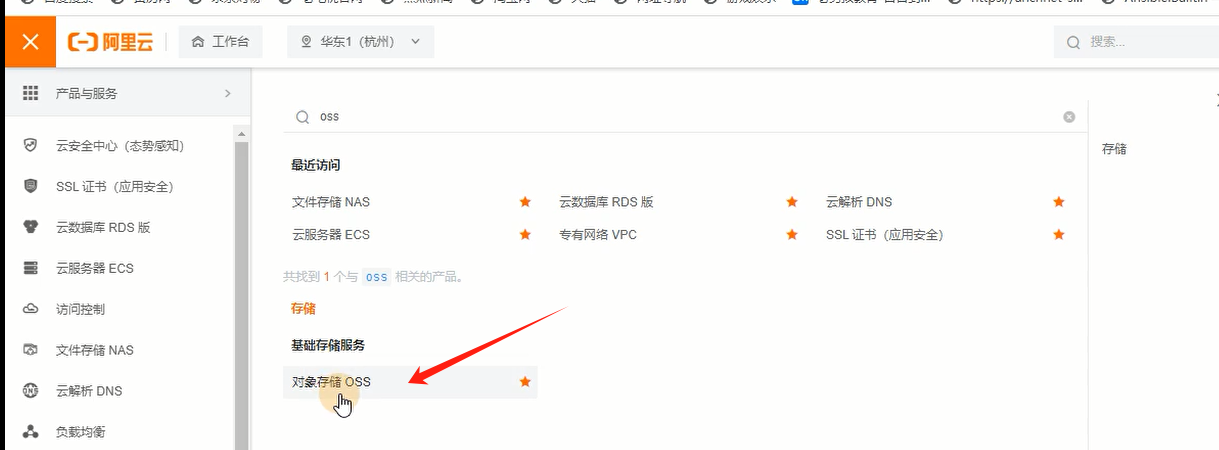 阿里云
工作台
华东1（杭州）
搜索...
产品与服务
oss
存储
云安全中心（态势感知）
最近访问
SSL 证书（应用安全）
文件存储 NAS
云数据库 RDS 版
云解析 DNS
云数据库 RDS 版
云服务器 ECS
专有网络 VPC
SSL 证书（应用安全）
云服务器 ECS
共找到 1 个与 oss 相关的产品。
访问控制
存储
文件存储 NAS
基础存储服务
云解析 DNS
对象存储 OSS
负载均衡